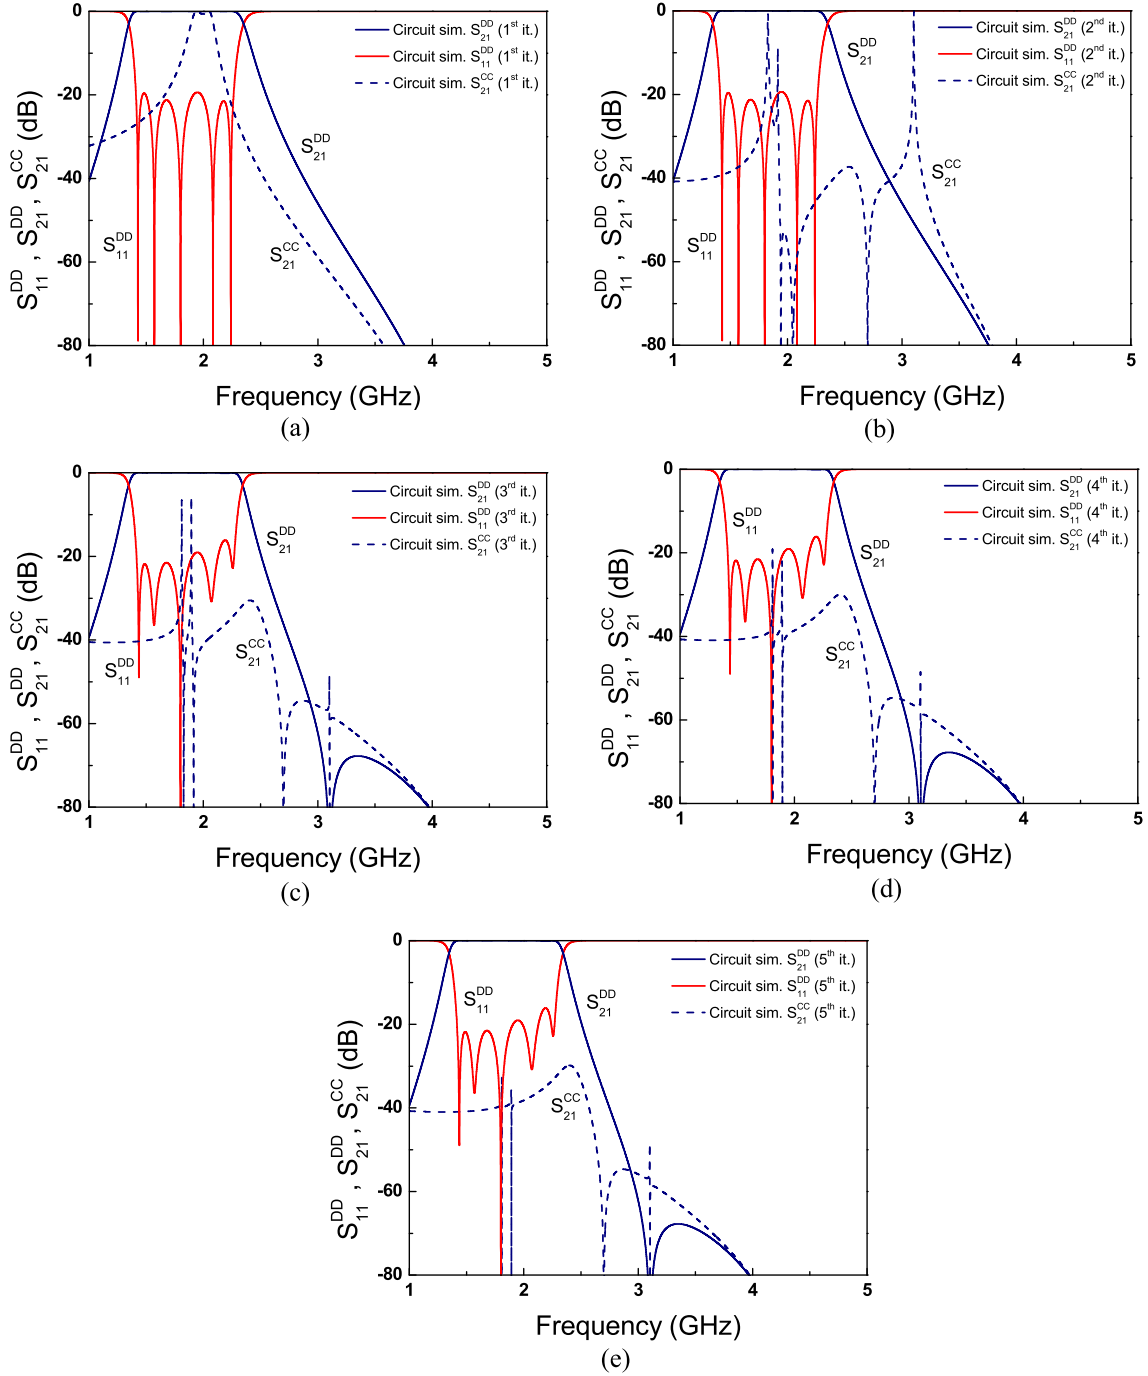 0
-20
-40
-60
-80
1 2 3 4 5
S₁₁ᴰᴰ , S₂₁ᴰᴰ , S₂₁ᶜᶜ (dB)
Circuit sim. S₂₁ᴰᴰ (1ˢᵗ it.)
Circuit sim. S₁₁ᴰᴰ (1ˢᵗ it.)
Circuit sim. S₂₁ᶜᶜ (1ˢᵗ it.)
S₂₁ᴰᴰ
S₁₁ᴰᴰ
S₂₁ᶜᶜ
Frequency (GHz)
(a)
0
-20
-40
-60
-80
1 2 3 4 5
S₁₁ᴰᴰ , S₂₁ᴰᴰ , S₂₁ᶜᶜ (dB)
Circuit sim. S₂₁ᴰᴰ (2ⁿᵈ it.)
Circuit sim. S₁₁ᴰᴰ (2ⁿᵈ it.)
Circuit sim. S₂₁ᶜᶜ (2ⁿᵈ it.)
S₂₁ᴰᴰ
S₂₁ᶜᶜ
S₁₁ᴰᴰ
Frequency (GHz)
(b)
0
-20
-40
-60
-80
1 2 3 4 5
S₁₁ᴰᴰ , S₂₁ᴰᴰ , S₂₁ᶜᶜ (dB)
Circuit sim. S₂₁ᴰᴰ (3ʳᵈ it.)
Circuit sim. S₁₁ᴰᴰ (3ʳᵈ it.)
Circuit sim. S₂₁ᶜᶜ (3ʳᵈ it.)
S₂₁ᴰᴰ
S₂₁ᶜᶜ
S₁₁ᴰᴰ
Frequency (GHz)
(c)
0
-20
-40
-60
-80
1 2 3 4 5
S₁₁ᴰᴰ , S₂₁ᴰᴰ , S₂₁ᶜᶜ (dB)
Circuit sim. S₂₁ᴰᴰ (4ᵗʰ it.)
Circuit sim. S₁₁ᴰᴰ (4ᵗʰ it.)
Circuit sim. S₂₁ᶜᶜ (4ᵗʰ it.)
S₁₁ᴰᴰ
S₂₁ᴰᴰ
S₂₁ᶜᶜ
Frequency (GHz)
(d)
0
-20
-40
-60
-80
1 2 3 4 5
S₁₁ᴰᴰ , S₂₁ᴰᴰ , S₂₁ᶜᶜ (dB)
Circuit sim. S₂₁ᴰᴰ (5ᵗʰ it.)
Circuit sim. S₁₁ᴰᴰ (5ᵗʰ it.)
Circuit sim. S₂₁ᶜᶜ (5ᵗʰ it.)
S₁₁ᴰᴰ
S₂₁ᴰᴰ
S₂₁ᶜᶜ
Frequency (GHz)
(e)